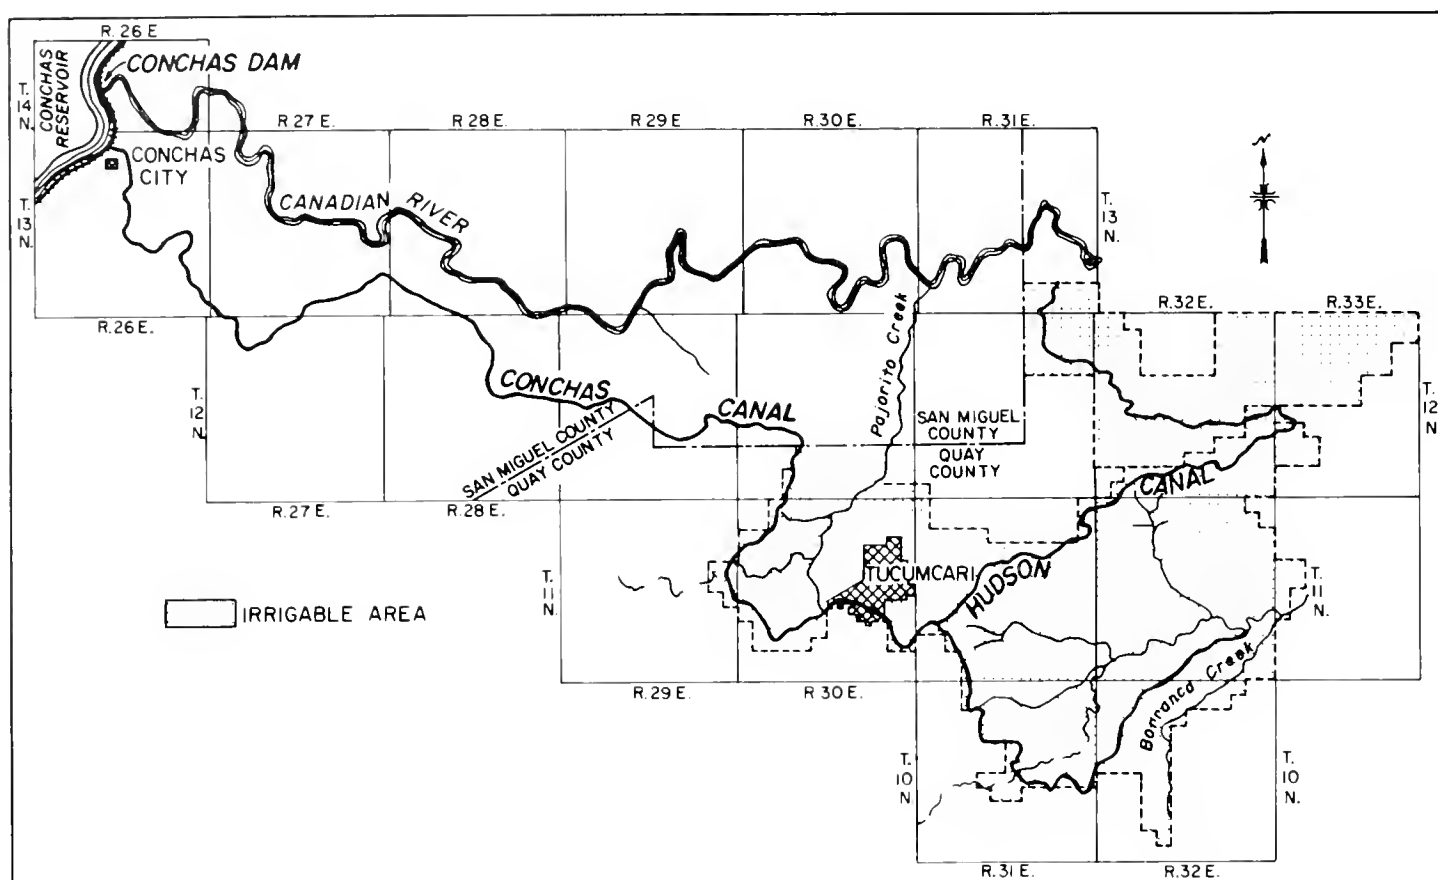 R. 26 E
CONCHAS DAM
CONCHAS
RESERVOIR
T.
14
N.
R 27 E.
R 28 E.
R 29 E
R. 30 E.
R. 31 E.
N
CONCHAS
CITY
CANADIAN
RIVER
T.
13
N.
T.
13
N.
R. 26 E.
R. 32 E.
R. 33 E.
Pajarito Creek
CONCHAS
CANAL
T.
12
N.
T.
12
N.
SAN MIGUEL COUNTY
QUAY COUNTY
SAN MIGUEL
COUNTY
QUAY
COUNTY
CANAL
R. 27 E.
R. 28 E.
TUCUMCARI
HUDSON
T.
11
N.
T.
11
N.
IRRIGABLE AREA
R. 29 E.
R. 30 E.
Barranca Creek
T.
10
N.
T.
10
N.
R. 31 E.
R. 32 E.